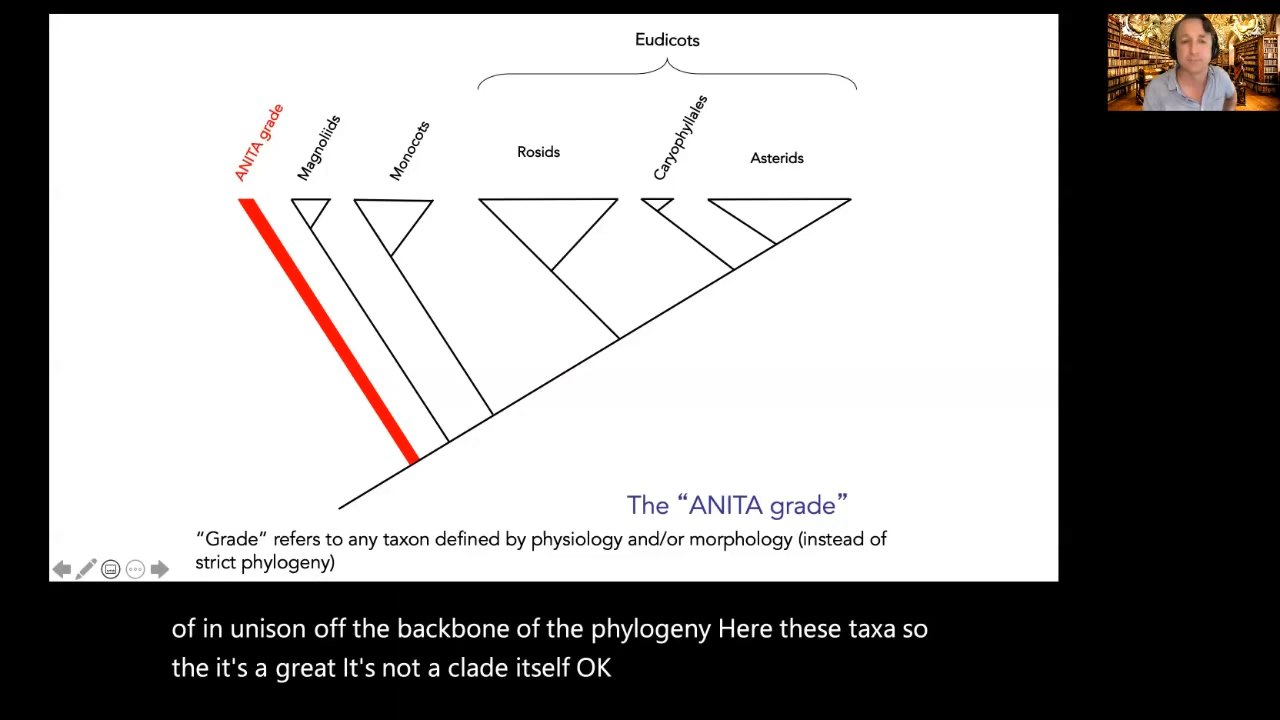 Eudicots
ANITA grade
Magnoliids
Monocots
Rosids
Caryophyllales
Asterids
The “ANITA grade”
“Grade” refers to any taxon defined by physiology and/or morphology (instead of
strict phylogeny)
of in unison off the backbone of the phylogeny Here these taxa so
the it's a great It's not a clade itself OK